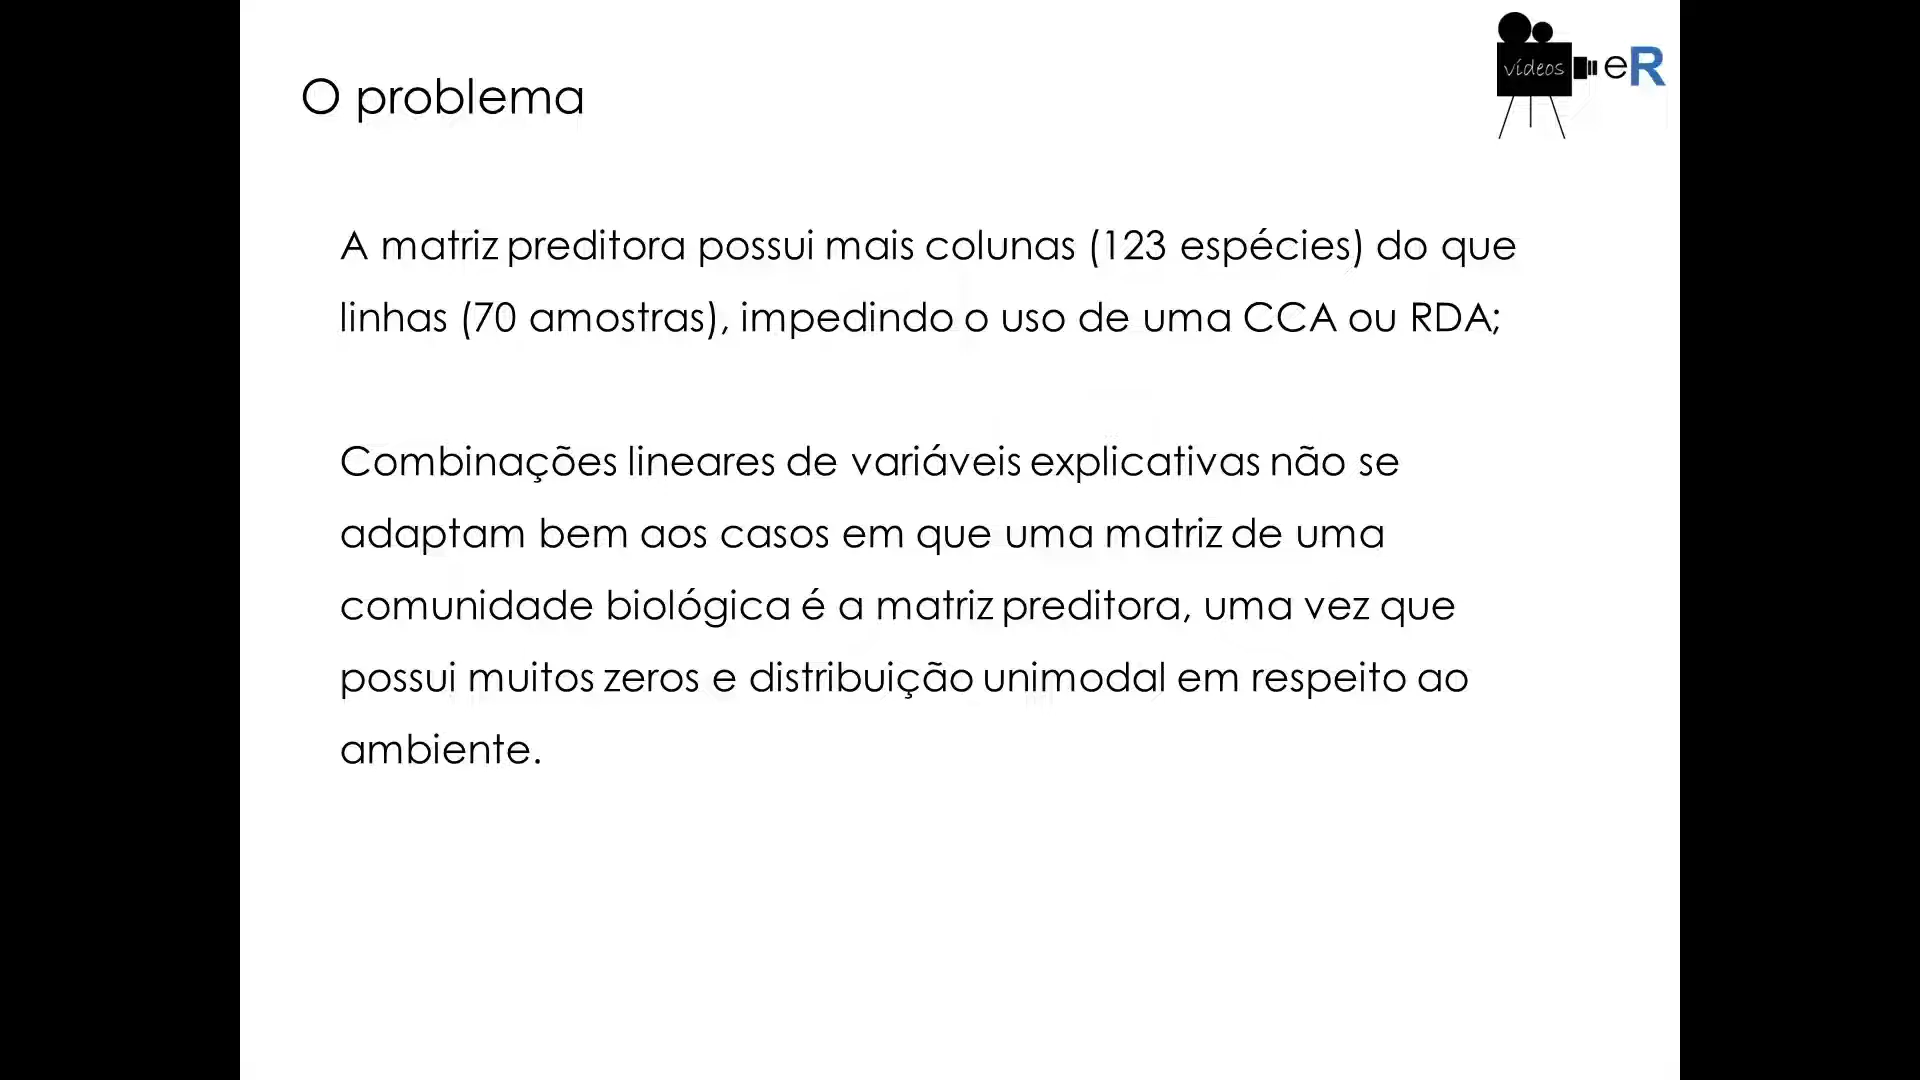 vídeos eR
O problema
A matriz preditora possui mais colunas (123 espécies) do que
linhas (70 amostras), impedindo o uso de uma CCA ou RDA;
Combinações lineares de variáveis explicativas não se
adaptam bem aos casos em que uma matriz de uma
comunidade biológica é a matriz preditora, uma vez que
possui muitos zeros e distribuição unimodal em respeito ao
ambiente.